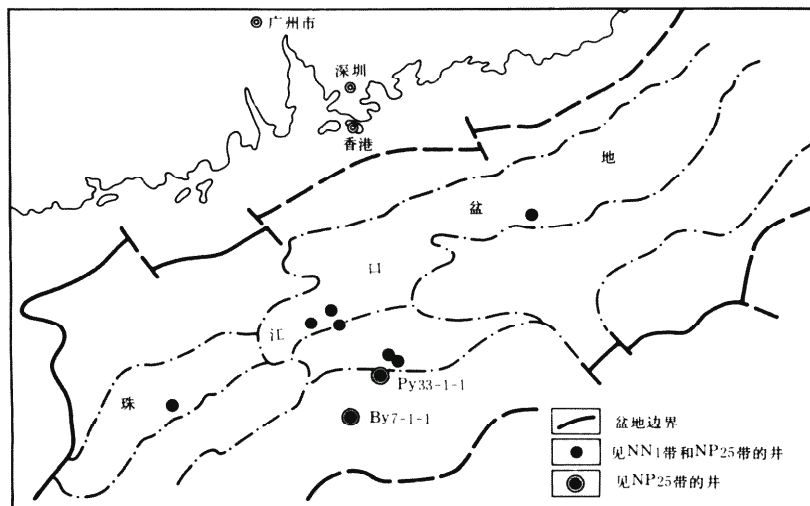 广州市
深圳
香港
地
盆
口
江
珠
Py33-1-1
By7-1-1
盆地边界
见NN1带和NP25带的井
见NP25带的井